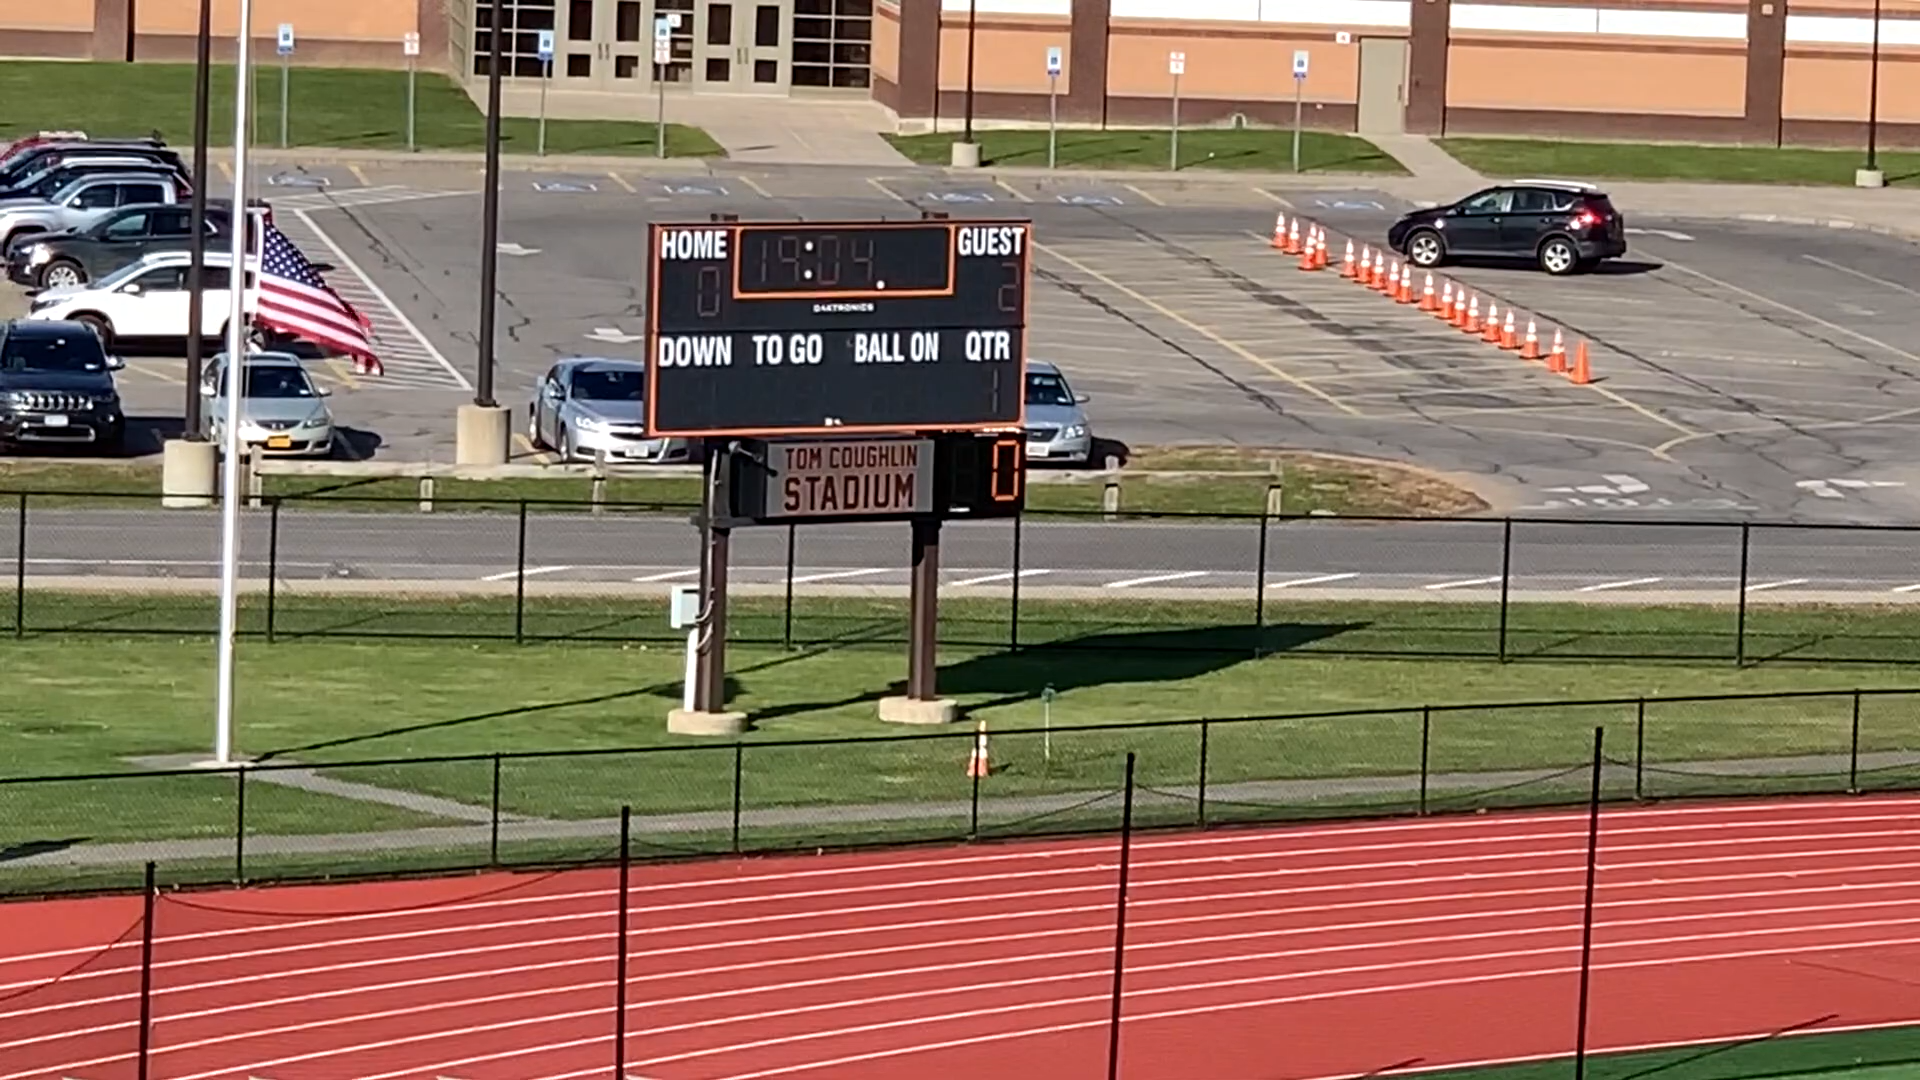 HOME 19:04. GUEST
0 2
DAKTRONICS
DOWN TO GO BALL ON QTR
1
TOM COUGHLIN
STADIUM
0